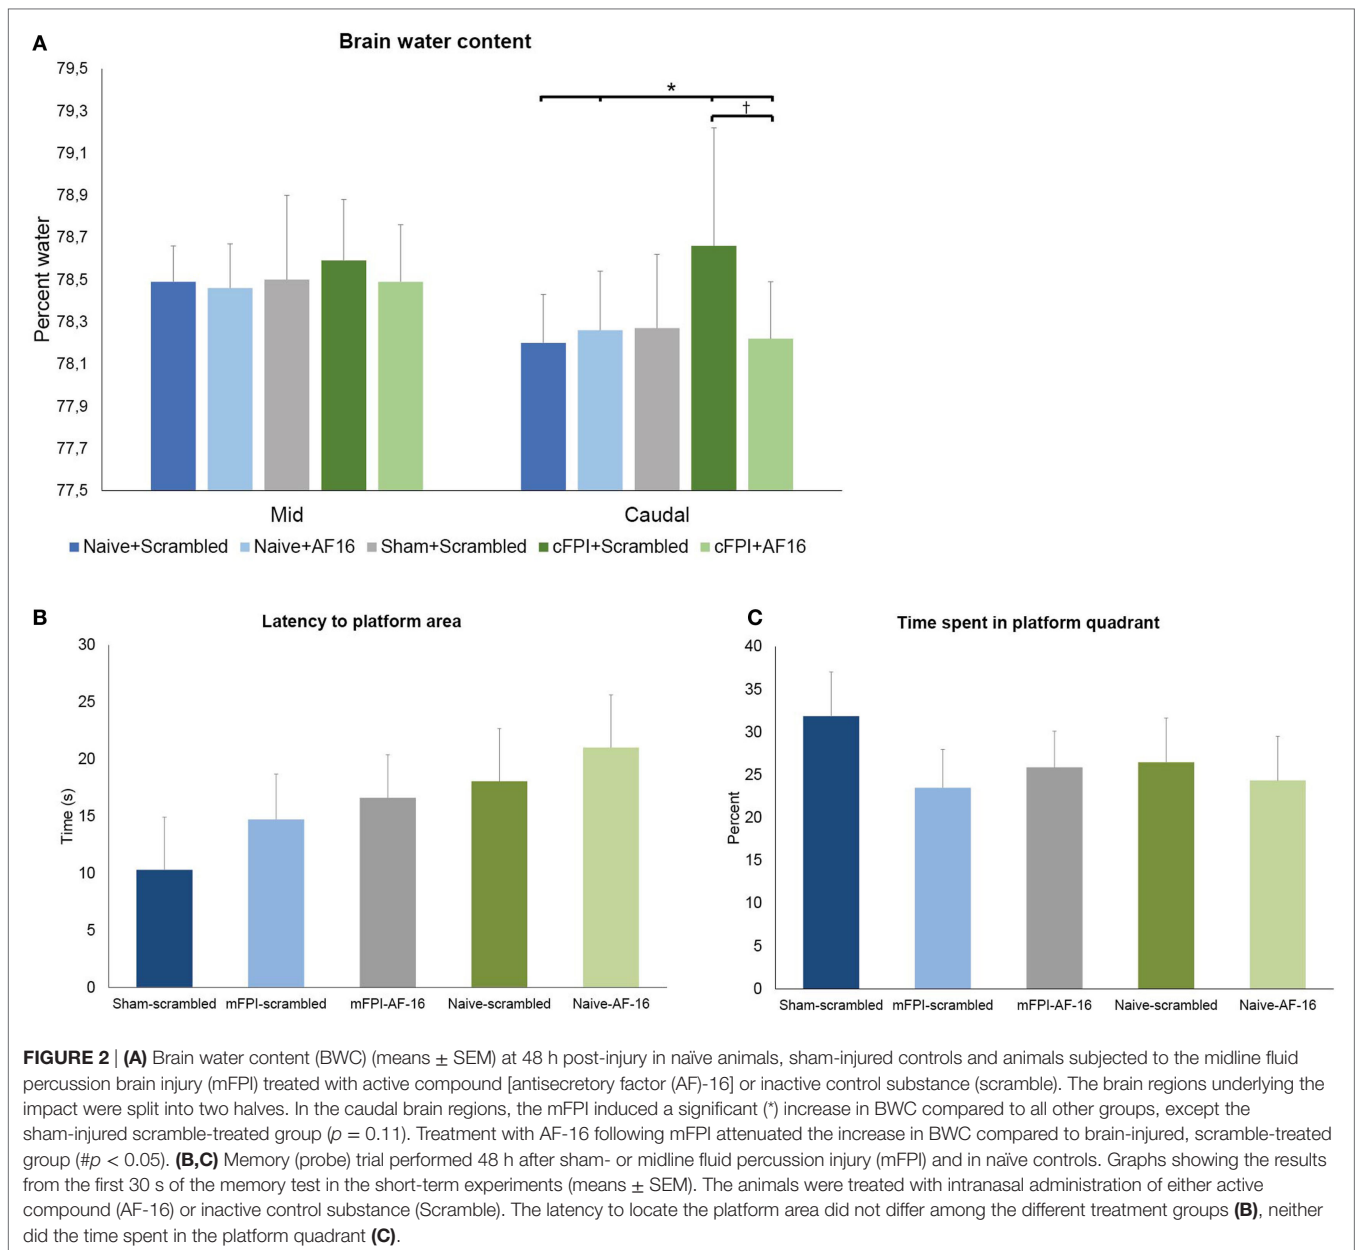 A
Brain water content
79,5
79,3
79,1
78,9
78,7
78,5
78,3
78,1
77,9
77,7
77,5
Percent water
*
†
Mid
Caudal
Naive+Scrambled Naive+AF16 Sham+Scrambled cFPI+Scrambled cFPI+AF16
B
Latency to platform area
30
25
20
15
10
5
0
Time (s)
Sham-scrambled mFPI-scrambled mFPI-AF-16 Naive-scrambled Naive-AF-16
C
Time spent in platform quadrant
40
35
30
25
20
15
10
5
0
Percent
Sham-scrambled mFPI-scrambled mFPI-AF-16 Naive-scrambled Naive-AF-16
FIGURE 2 | (A) Brain water content (BWC) (means ± SEM) at 48 h post-injury in naïve animals, sham-injured controls and animals subjected to the midline fluid
percussion brain injury (mFPI) treated with active compound [antisecretory factor (AF)-16] or inactive control substance (scramble). The brain regions underlying the
impact were split into two halves. In the caudal brain regions, the mFPI induced a significant (*) increase in BWC compared to all other groups, except the
sham-injured scramble-treated group (p = 0.11). Treatment with AF-16 following mFPI attenuated the increase in BWC compared to brain-injured, scramble-treated
group (#p < 0.05). (B,C) Memory (probe) trial performed 48 h after sham- or midline fluid percussion injury (mFPI) and in naïve controls. Graphs showing the results
from the first 30 s of the memory test in the short-term experiments (means ± SEM). The animals were treated with intranasal administration of either active
compound (AF-16) or inactive control substance (Scramble). The latency to locate the platform area did not differ among the different treatment groups (B), neither
did the time spent in the platform quadrant (C).